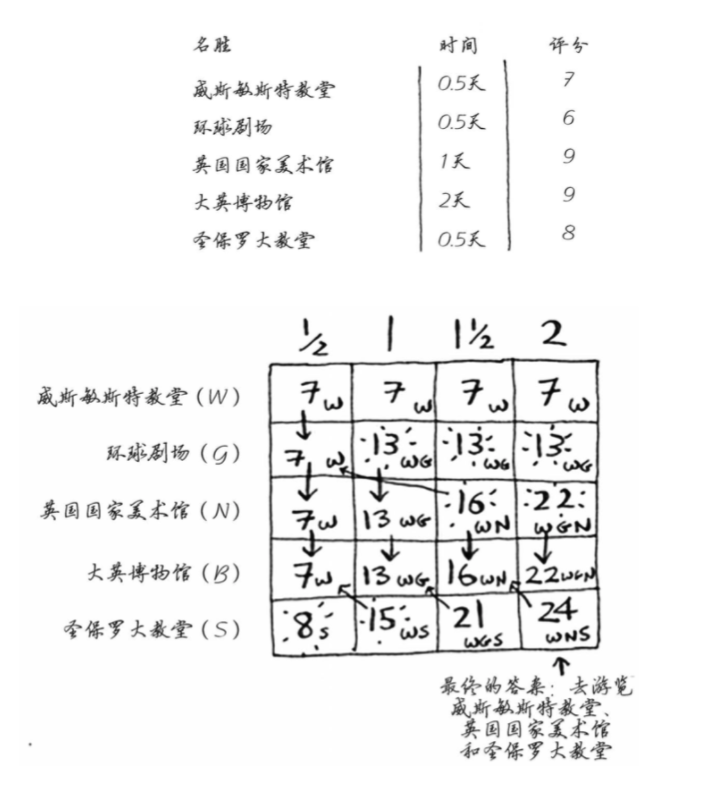 名胜 时间 评分
威斯敏斯特教堂 0.5天 7
环球剧场 0.5天 6
英国国家美术馆 1天 9
大英博物馆 2天 9
圣保罗大教堂 0.5天 8
1/2 1 1 1/2 2
威斯敏斯特教堂(W) 7 W 7 W 7 W 7 W
环球剧场(G) 7 W 13 WG 13 WG 13 WG
英国国家美术馆(N) 7 W 13 WG 16 WN 22 WGN
大英博物馆(B) 7 W 13 WG 16 WN 22 WGN
圣保罗大教堂(S) 8 S 15 WS 21 WGS 24 WNS
最终的答案:去游览
威斯敏斯特教堂、
英国国家美术馆
和圣保罗大教堂